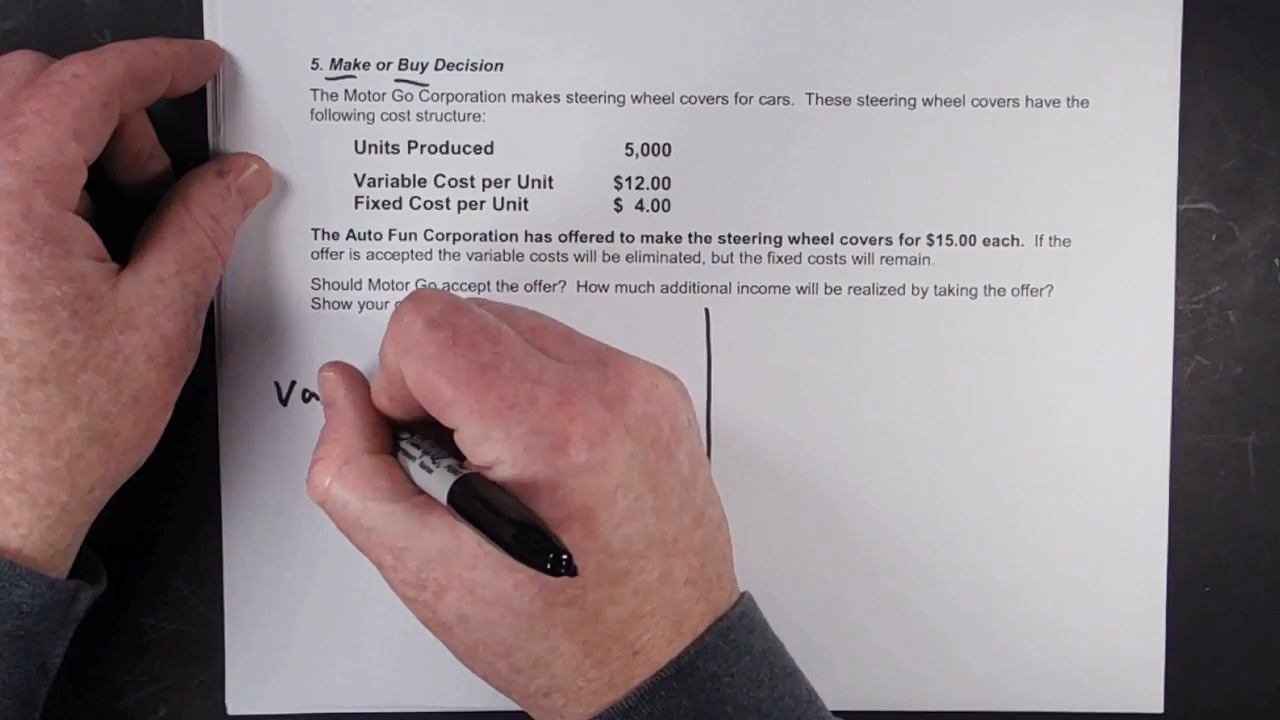 5. Make or Buy Decision
The Motor Go Corporation makes steering wheel covers for cars. These steering wheel covers have the
following cost structure:
Units Produced 5,000
Variable Cost per Unit $12.00
Fixed Cost per Unit $ 4.00
The Auto Fun Corporation has offered to make the steering wheel covers for $15.00 each. If the
offer is accepted the variable costs will be eliminated, but the fixed costs will remain.
Should Motor Go accept the offer? How much additional income will be realized by taking the offer?
Show your
Va